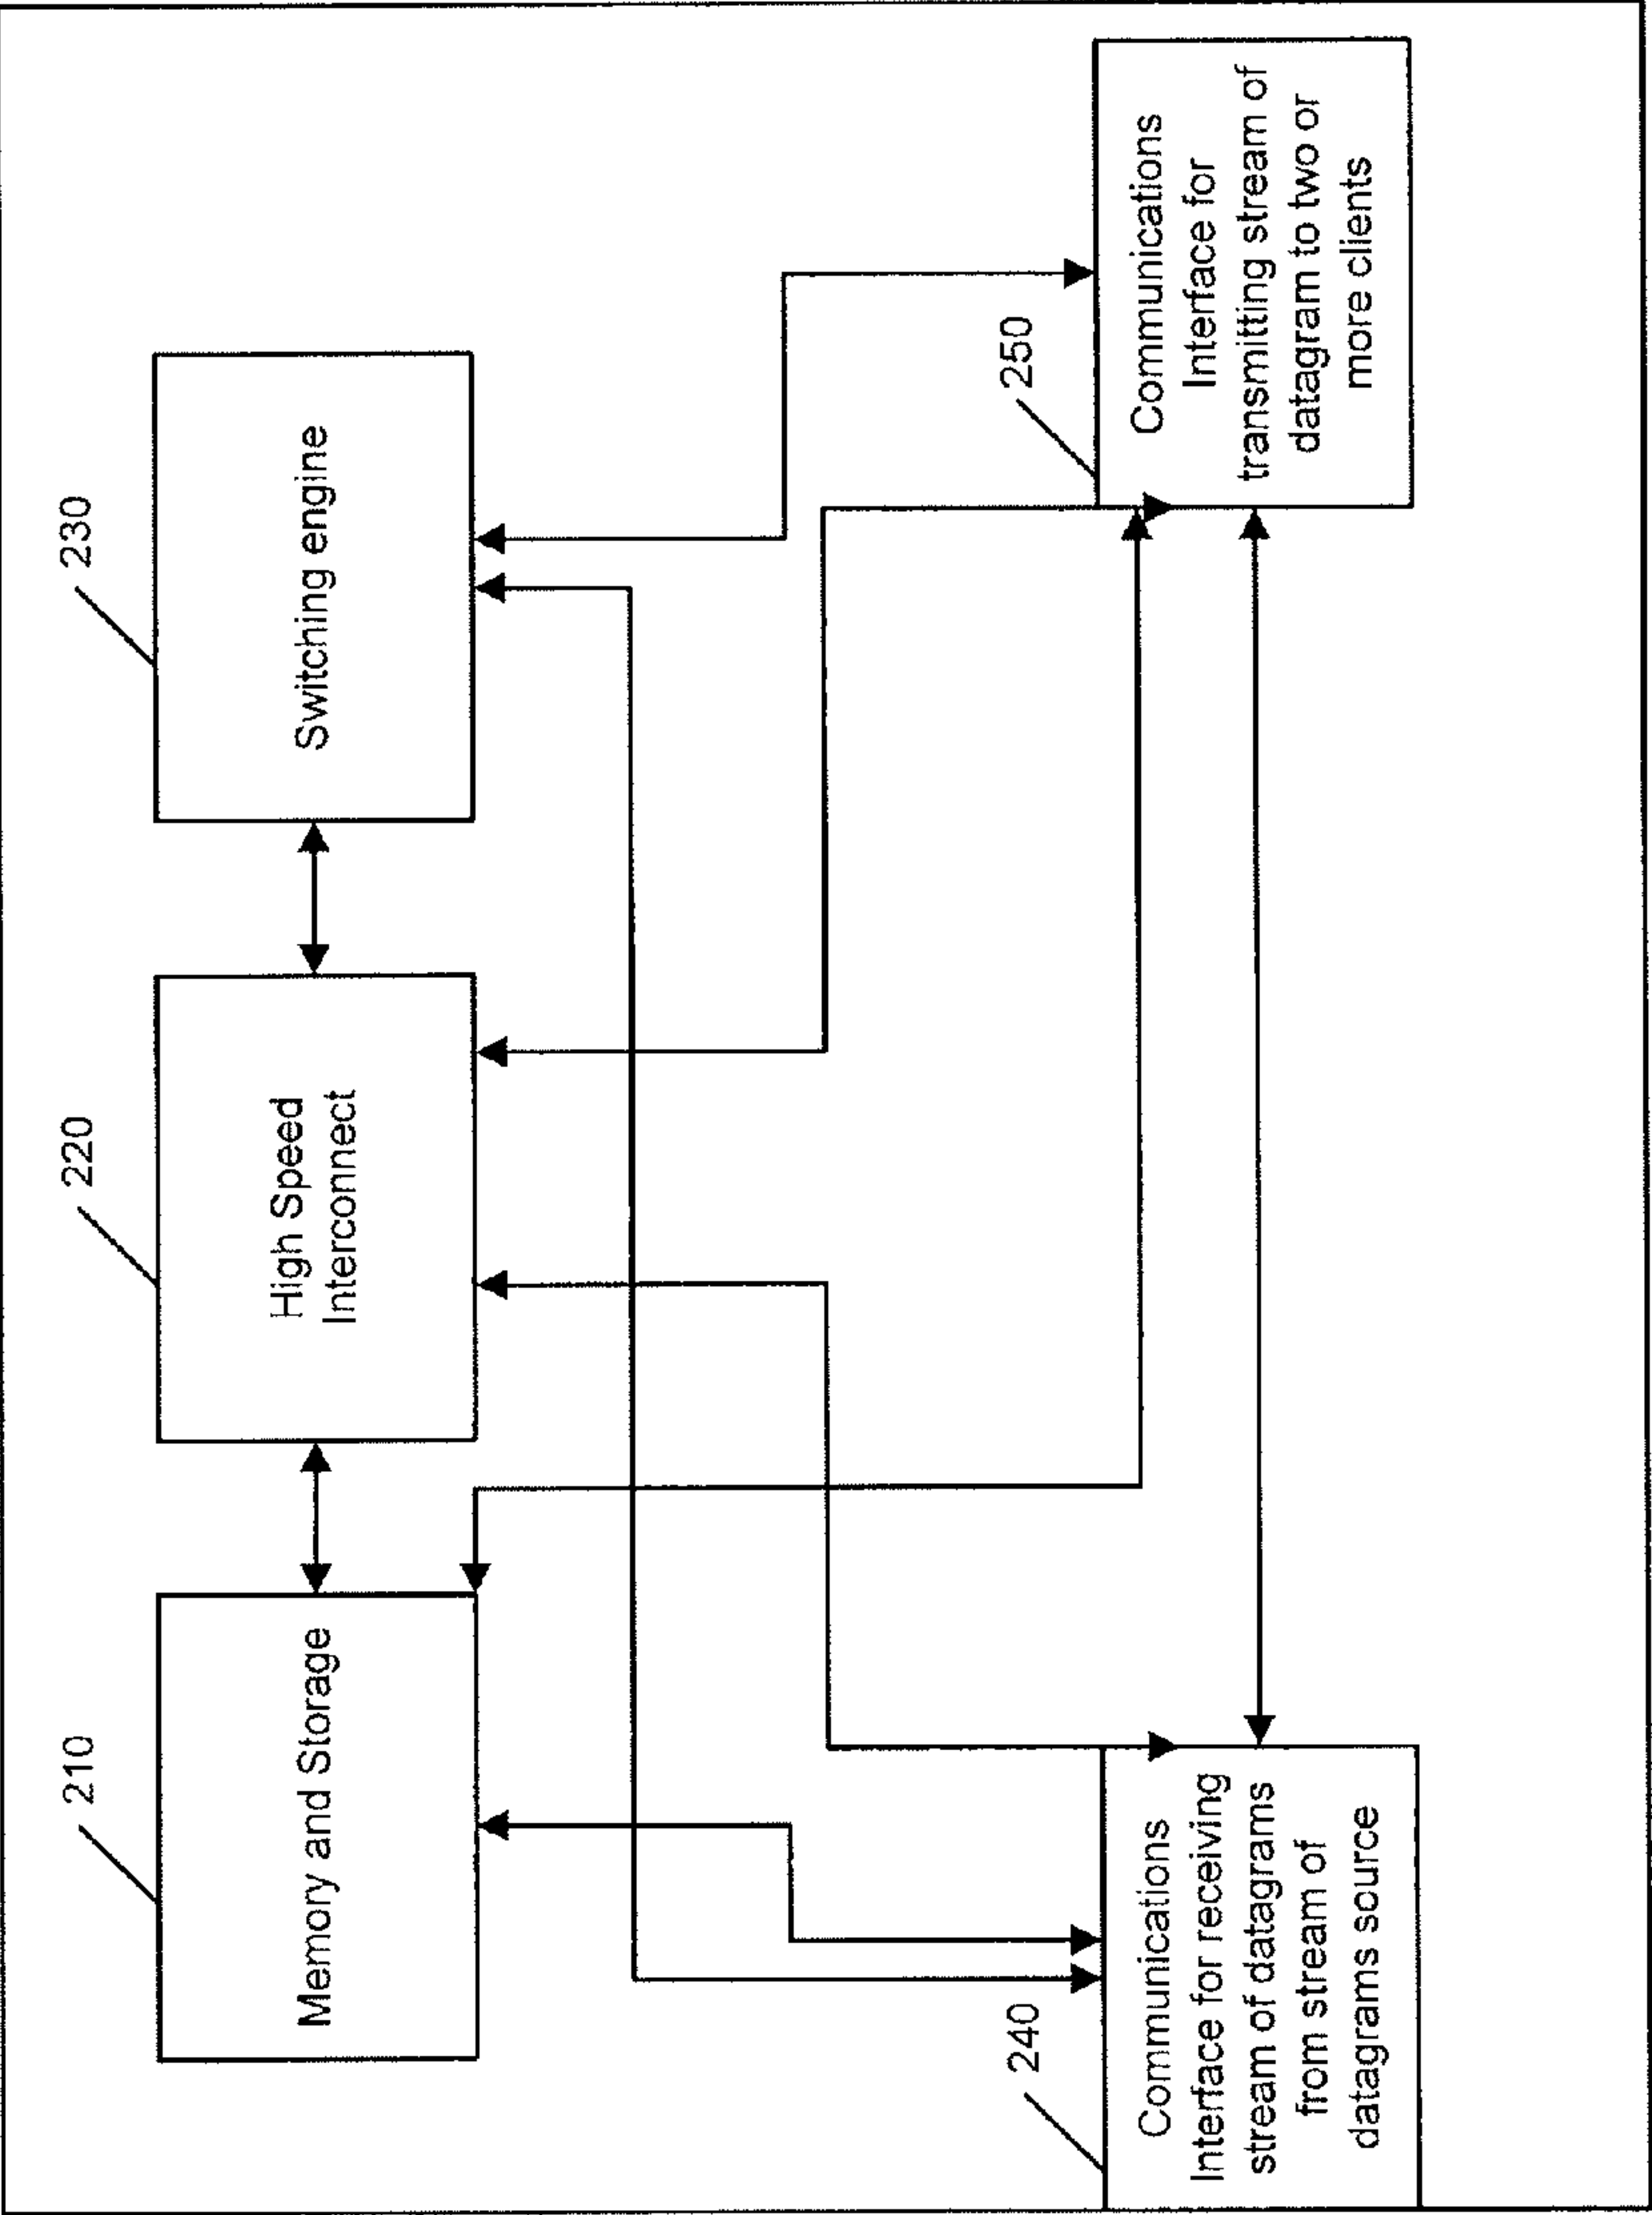 210
Memory and Storage
220
High Speed
Interconnect
230
Switching engine
240
Communications
Interface for receiving
stream of datagrams
from stream of
datagrams source
250
Communications
Interface for
transmitting stream of
datagram to two or
more clients